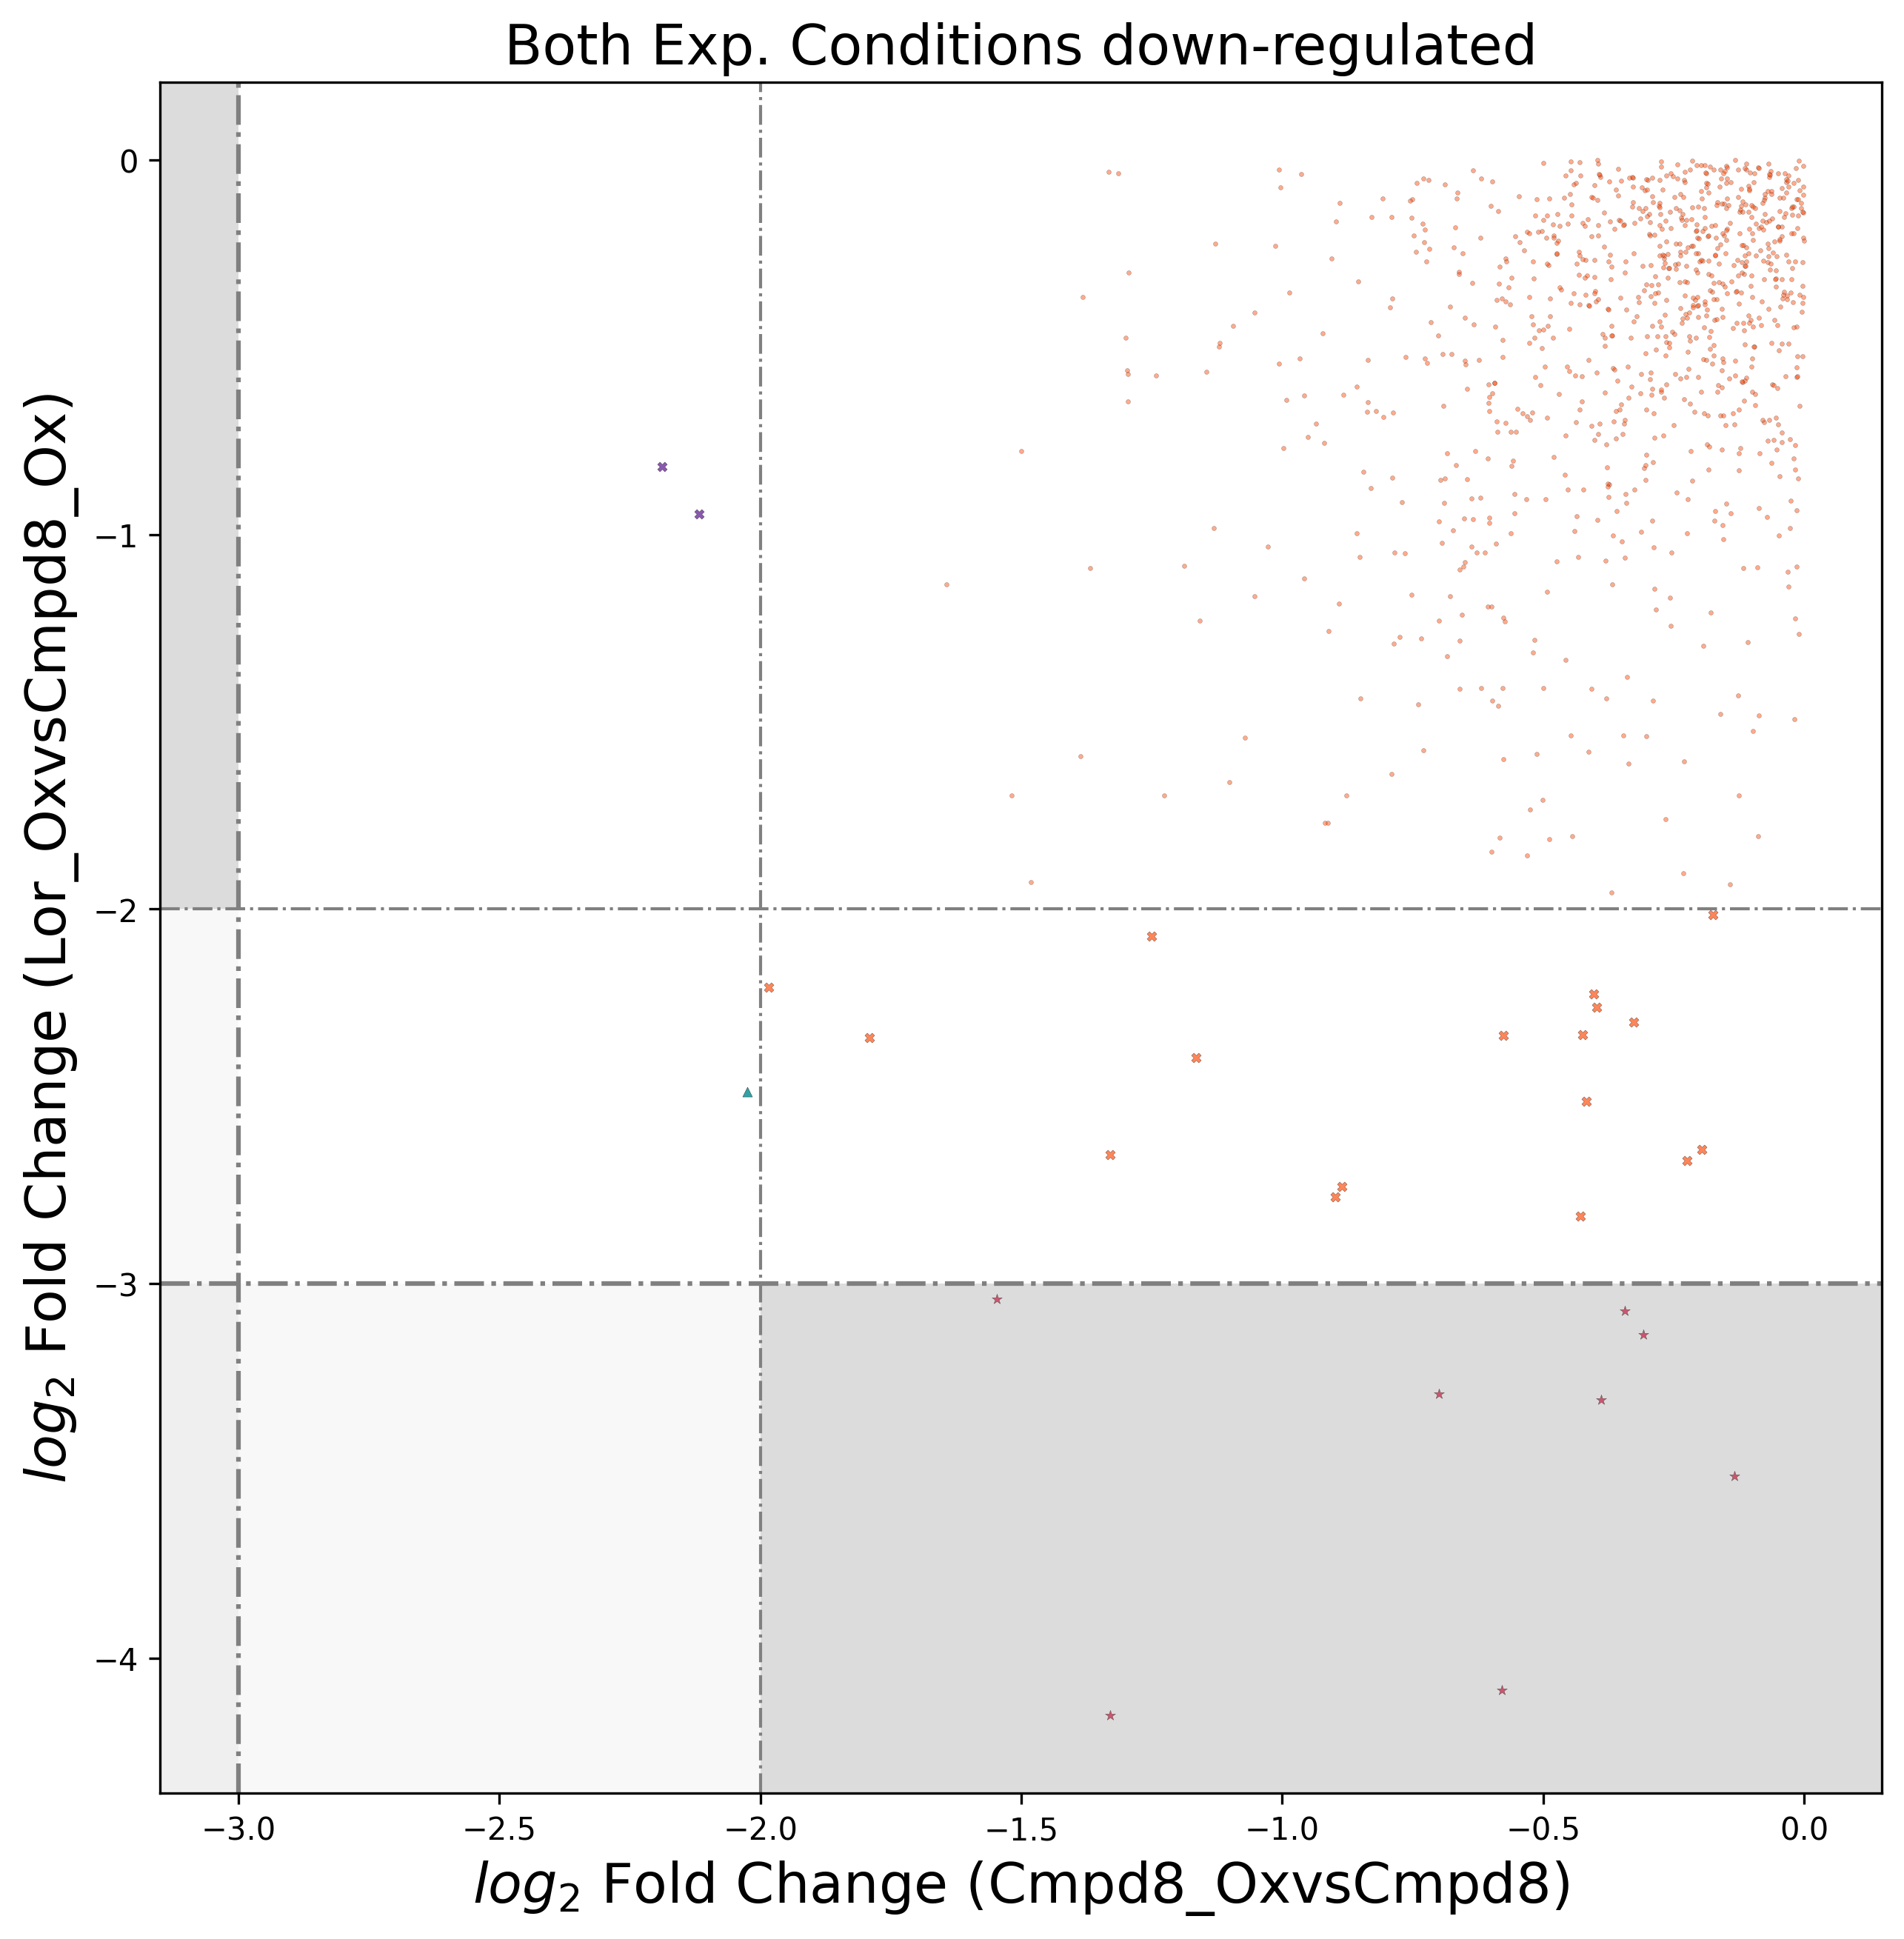 Both Exp. Conditions down-regulated
log2 Fold Change (Lor_OxvsCmpd8_Ox)
0
−1
−2
−3
−4
−3.0 −2.5 −2.0 −1.5 −1.0 −0.5 0.0
log2 Fold Change (Cmpd8_OxvsCmpd8)